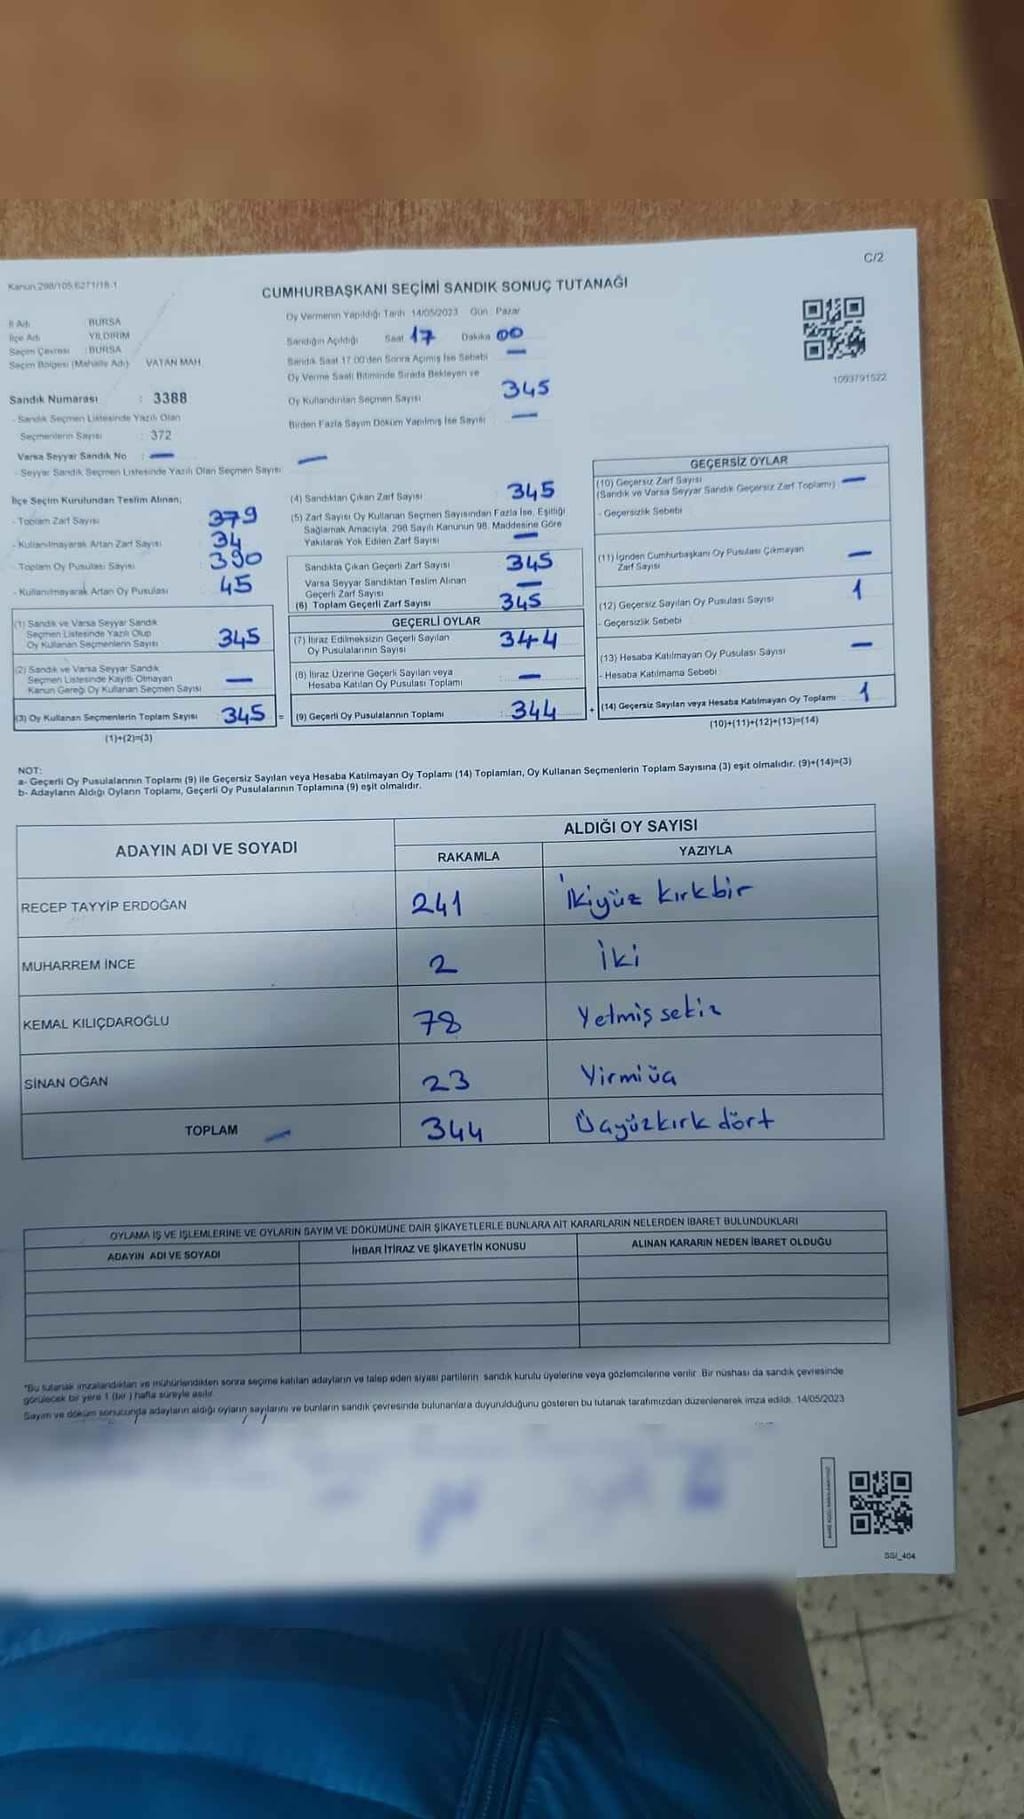 C/2
Kanun:298/105,6271/18.1
CUMHURBAŞKANI SEÇİMİ SANDIK SONUÇ TUTANAĞI
İl Adı : BURSA
İlçe Adı : YILDIRIM
Seçim Çevresi : BURSA
Seçim Bölgesi (Mahalle Adı) : VATAN MAH
Sandık Numarası : 3388
- Sandık Seçmen Listesinde Yazılı Olan
Seçmenlerin Sayısı : 372
Varsa Seyyar Sandık No : —
- Seyyar Sandık Seçmen Listesinde Yazılı Olan Seçmen Sayısı : —
Oy Vermenin Yapıldığı Tarih 14/05/2023 Gün : Pazar
Sandığın Açıldığı Saat 17 Dakika 00
Sandık Saat 17.00'den Sonra Açılmış İse Sebebi —
Oy Verme Saati Bitiminde Sırada Bekleyen ve
Oy Kullandırılan Seçmen Sayısı 345
Birden Fazla Sayım Döküm Yapılmış İse Sayısı —
1093791522
İlçe Seçim Kurulundan Teslim Alınan;
- Toplam Zarf Sayısı : 379
- Kullanılmayarak Artan Zarf Sayısı : 34
- Toplam Oy Pusulası Sayısı : 390
- Kullanılmayarak Artan Oy Pusulası : 45
(1) Sandık ve Varsa Seyyar Sandık
Seçmen Listesinde Yazılı Olup
Oy Kullanan Seçmenlerin Sayısı 345
(2) Sandık ve Varsa Seyyar Sandık
Seçmen Listesinde Kayıtlı Olmayan
Kanun Gereği Oy Kullanan Seçmen Sayısı —
(3) Oy Kullanan Seçmenlerin Toplam Sayısı 345 =
(1)+(2)=(3)
(4) Sandıktan Çıkan Zarf Sayısı 345
(5) Zarf Sayısı Oy Kullanan Seçmen Sayısından Fazla İse, Eşitliği
Sağlamak Amacıyla, 298 Sayılı Kanunun 98. Maddesine Göre
Yakılarak Yok Edilen Zarf Sayısı —
Sandıkta Çıkan Geçerli Zarf Sayısı 345
Varsa Seyyar Sandıktan Teslim Alınan
Geçerli Zarf Sayısı —
(6) Toplam Geçerli Zarf Sayısı 345
GEÇERLİ OYLAR
(7) İtiraz Edilmeksizin Geçerli Sayılan
Oy Pusulalarının Sayısı : 344
(8) İtiraz Üzerine Geçerli Sayılan veya
Hesaba Katılan Oy Pusulası Toplamı : —
(9) Geçerli Oy Pusulalarının Toplamı : 344 +
GEÇERSİZ OYLAR
(10) Geçersiz Zarf Sayısı
(Sandık ve Varsa Seyyar Sandık Geçersiz Zarf Toplamı) —
- Geçersizlik Sebebi
(11) İçinden Cumhurbaşkanı Oy Pusulası Çıkmayan
Zarf Sayısı —
(12) Geçersiz Sayılan Oy Pusulası Sayısı 1
- Geçersizlik Sebebi
(13) Hesaba Katılmayan Oy Pusulası Sayısı —
- Hesaba Katılmama Sebebi
(14) Geçersiz Sayılan veya Hesaba Katılmayan Oy Toplamı 1
(10)+(11)+(12)+(13)=(14)
NOT:
a- Geçerli Oy Pusulalarının Toplamı (9) ile Geçersiz Sayılan veya Hesaba Katılmayan Oy Toplamı (14) Toplamları, Oy Kullanan Seçmenlerin Toplam Sayısına (3) eşit olmalıdır. (9)+(14)=(3)
b- Adayların Aldığı Oyların Toplamı, Geçerli Oy Pusulalarının Toplamına (9) eşit olmalıdır.
ADAYIN ADI VE SOYADI ALDIĞI OY SAYISI
RAKAMLA YAZIYLA
RECEP TAYYİP ERDOĞAN 241 İkiyüz kırkbir
MUHARREM İNCE 2 İki
KEMAL KILIÇDAROĞLU 78 Yetmiş sekiz
SİNAN OĞAN 23 Yirmiüç
TOPLAM — 344 Üçyüzkırk dört
OYLAMA İŞ VE İŞLEMLERİNE VE OYLARIN SAYIM VE DÖKÜMÜNE DAİR ŞİKAYETLERLE BUNLARA AİT KARARLARIN NELERDEN İBARET BULUNDUKLARI
ADAYIN ADI VE SOYADI İHBAR İTİRAZ VE ŞİKAYETİN KONUSU ALINAN KARARIN NEDEN İBARET OLDUĞU
*Bu tutanak imzalandıktan ve mühürlendikten sonra seçime katılan adayların ve talep eden siyasi partilerin sandık kurulu üyelerine veya gözlemcilerine verilir. Bir nüshası da sandık çevresinde
görülecek bir yere 1 (bir) hafta süreyle asılır.
Sayım ve döküm sonucunda adayların aldığı oyların sayılarını ve bunların sandık çevresinde bulunanlara duyurulduğunu gösteren bu tutanak tarafımızdan düzenlenerek imza edildi. 14/05/2023
SSI_404